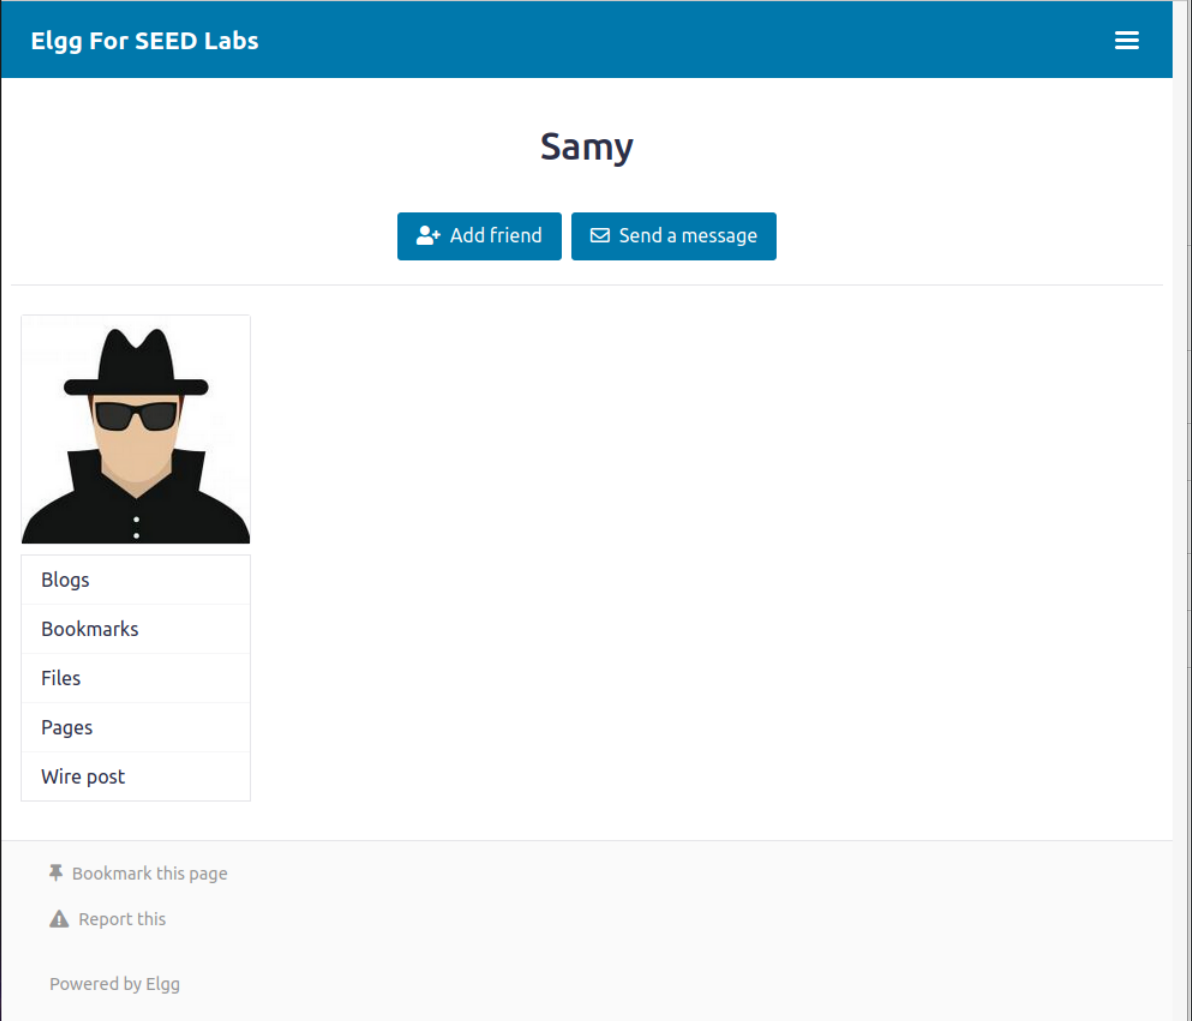 Elgg For SEED Labs
Samy
Add friend Send a message
Blogs
Bookmarks
Files
Pages
Wire post
Bookmark this page
Report this
Powered by Elgg